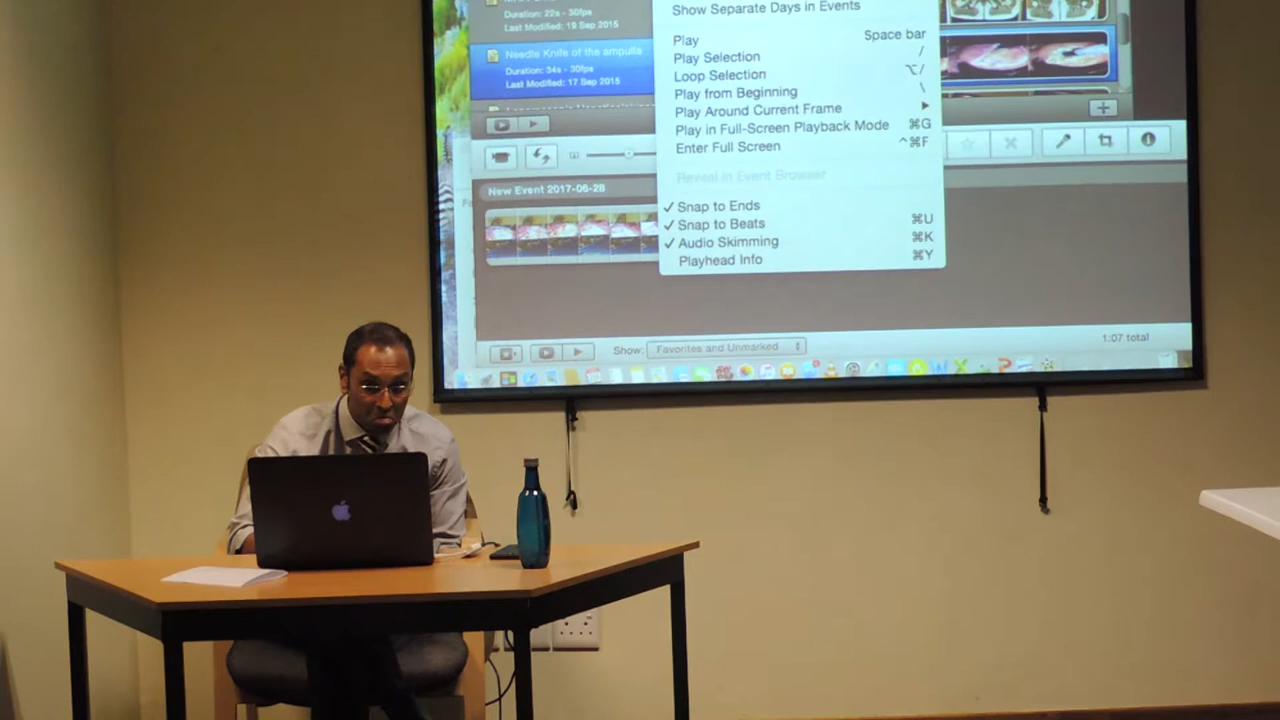 Duration: 22s - 30fps
Last Modified: 19 Sep 2015
Needle Knife of the ampulla
Duration: 34s - 30fps
Last Modified: 17 Sep 2015
Show Separate Days in Events
Play Space bar
Play Selection /
Loop Selection ⌥/
Play from Beginning \
Play Around Current Frame ▶
Play in Full-Screen Playback Mode ⌘G
Enter Full Screen ^⌘F
Reveal in Event Browser
✓ Snap to Ends
✓ Snap to Beats ⌘U
✓ Audio Skimming ⌘K
Playhead Info ⌘Y
New Event 2017-06-28
Show: Favorites and Unmarked
1:07 total